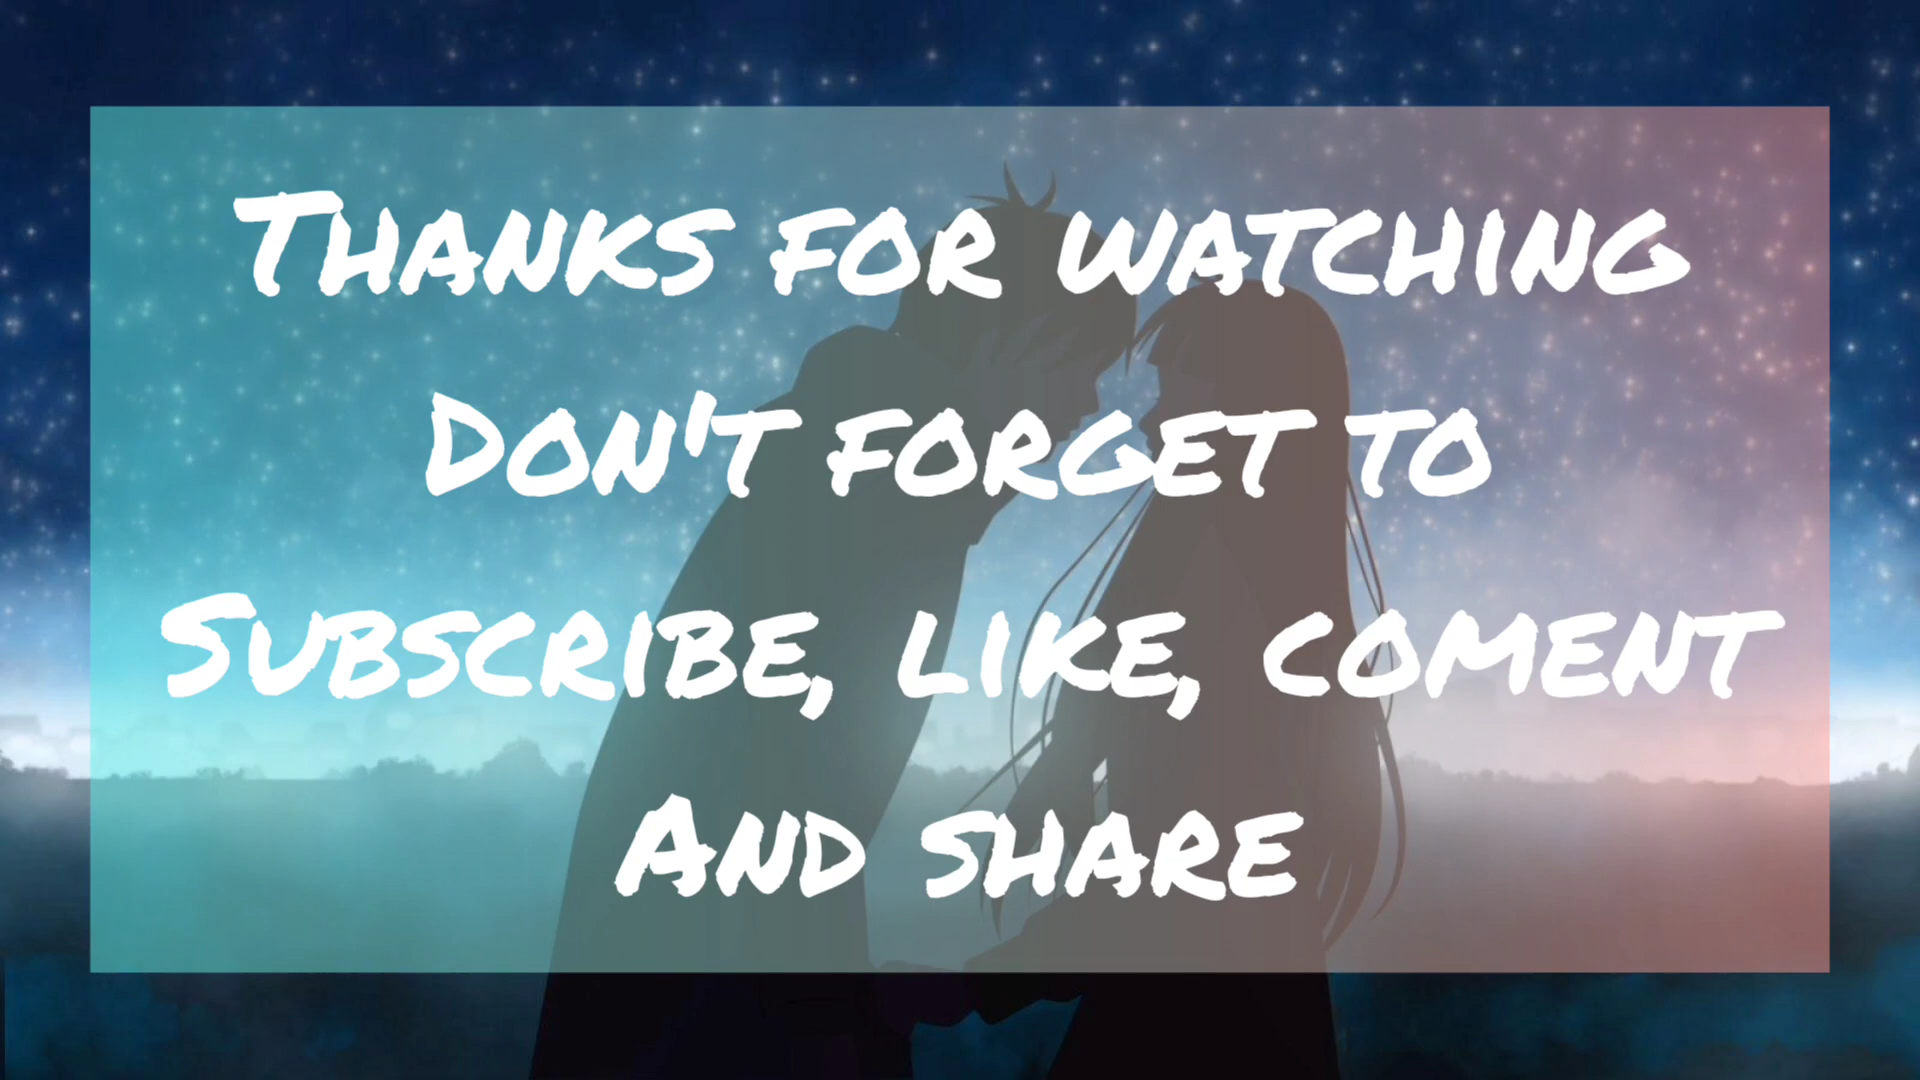 Thanks for watching
Don't forget to
Subscribe, like, coment
And share